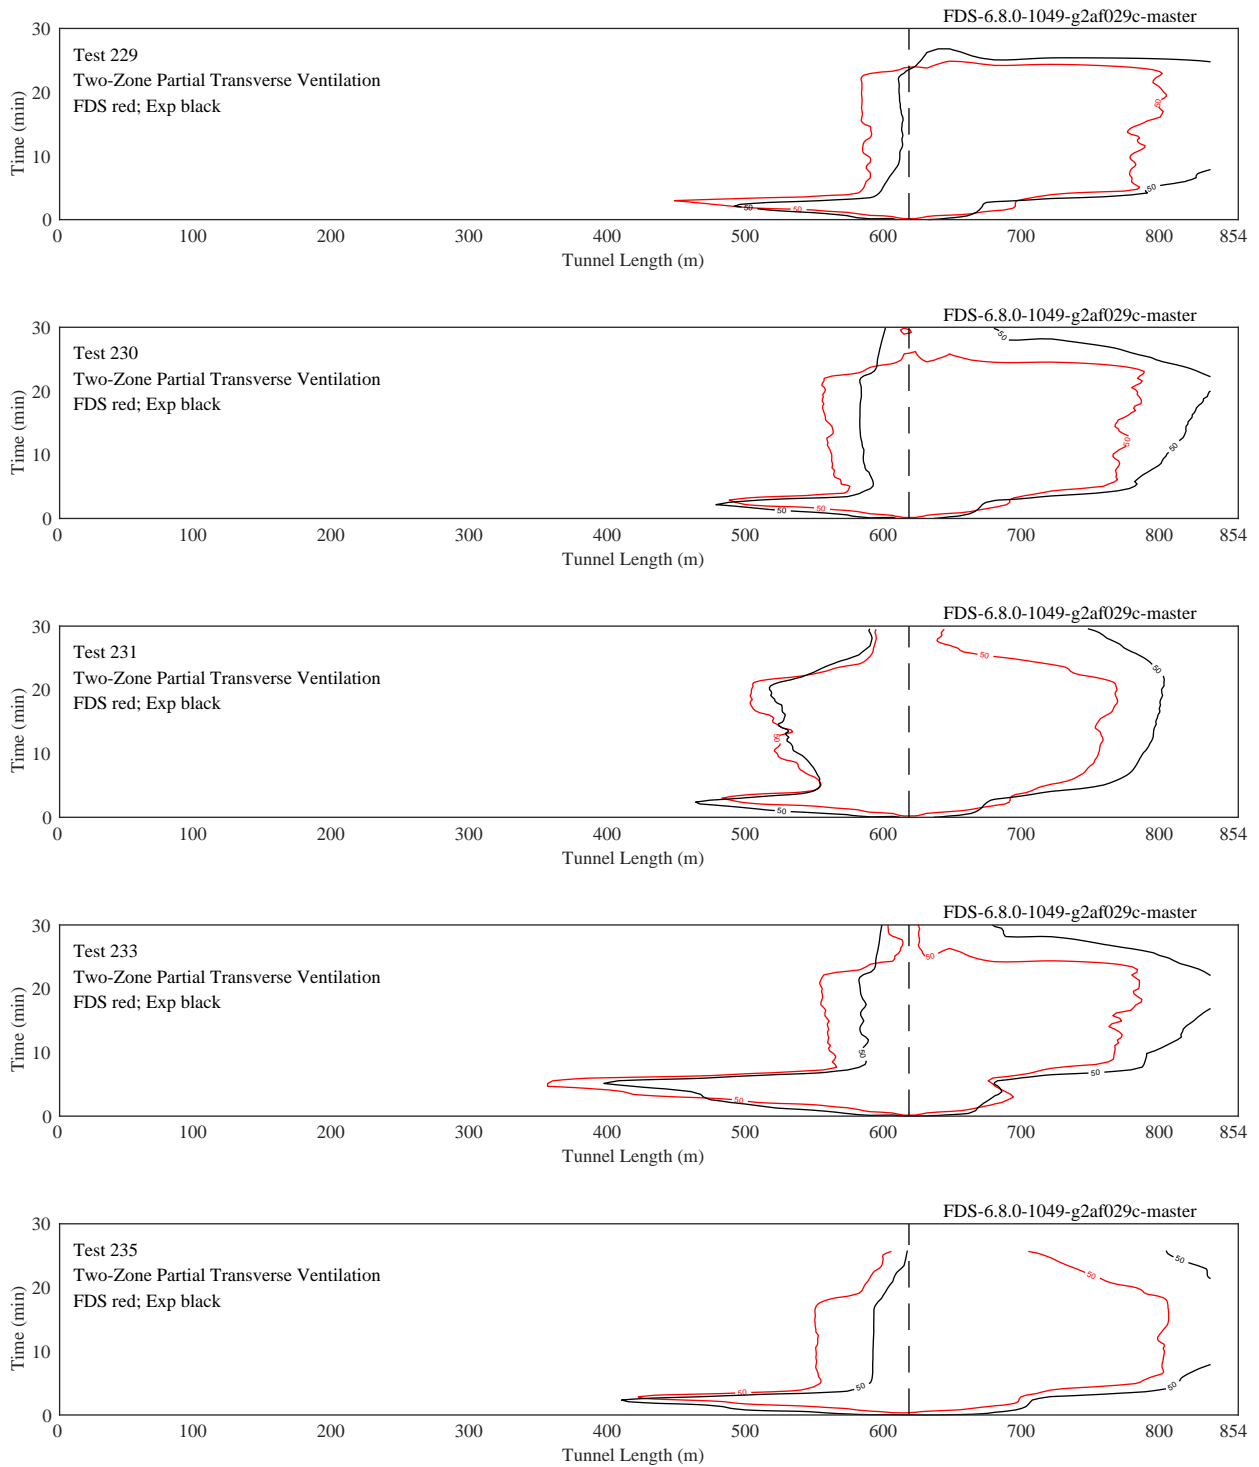 FDS-6.8.0-1049-g2af029c-master
30
Test 229
Two-Zone Partial Transverse Ventilation
20
FDS red; Exp black
50
Time (min)
10
50
50
50
0
0 100 200 300 400 500 600 700 800 854
Tunnel Length (m)
FDS-6.8.0-1049-g2af029c-master
30
50
Test 230
Two-Zone Partial Transverse Ventilation
20
FDS red; Exp black
50
50
Time (min)
10
50
50
0
0 100 200 300 400 500 600 700 800 854
Tunnel Length (m)
FDS-6.8.0-1049-g2af029c-master
30
Test 231
50
Two-Zone Partial Transverse Ventilation
50
20
FDS red; Exp black
50
Time (min)
10
50
0
0 100 200 300 400 500 600 700 800 854
Tunnel Length (m)
FDS-6.8.0-1049-g2af029c-master
30
Test 233
50
Two-Zone Partial Transverse Ventilation
20
FDS red; Exp black
50
Time (min)
10
50
50
0
0 100 200 300 400 500 600 700 800 854
Tunnel Length (m)
FDS-6.8.0-1049-g2af029c-master
30
Test 235
50
Two-Zone Partial Transverse Ventilation
50
20
FDS red; Exp black
Time (min)
10
50
50
50
0
0 100 200 300 400 500 600 700 800 854
Tunnel Length (m)